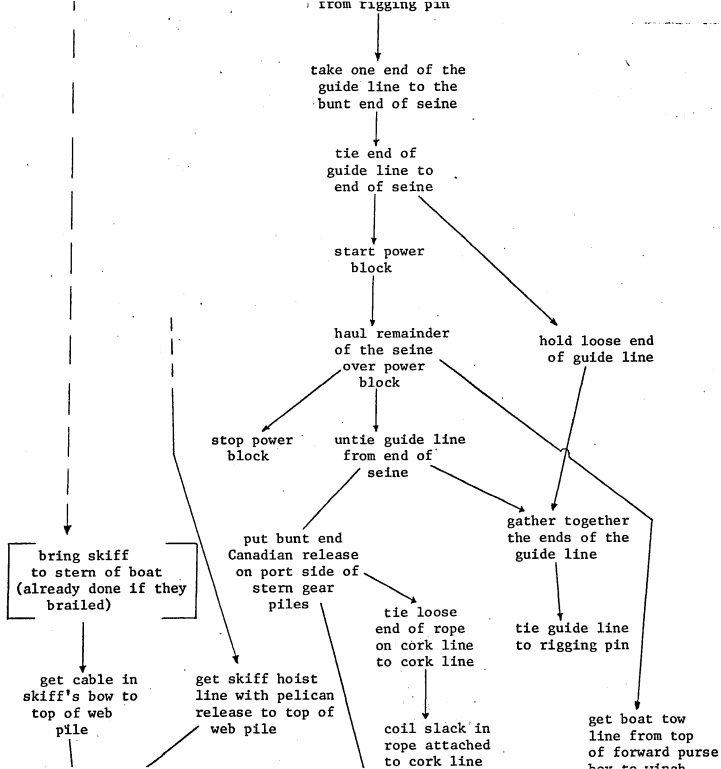 from rigging pin
take one end of the
guide line to the
bunt end of seine
tie end of
guide line to
end of seine
start power
block
haul remainder
of the seine
over power
block
hold loose end
of guide line
stop power
block
untie guide line
from end of
seine
gather together
the ends of the
guide line
put bunt end
Canadian release
on port side of
stern gear
piles
bring skiff
to stern of boat
(already done if they
brailed)
tie loose
end of rope
on cork line
to cork line
tie guide line
to rigging pin
get cable in
skiff's bow to
top of web
pile
get skiff hoist
line with pelican
release to top of
web pile
coil slack in
rope attached
to cork line
get boat tow
line from top
of forward purse
box to winch